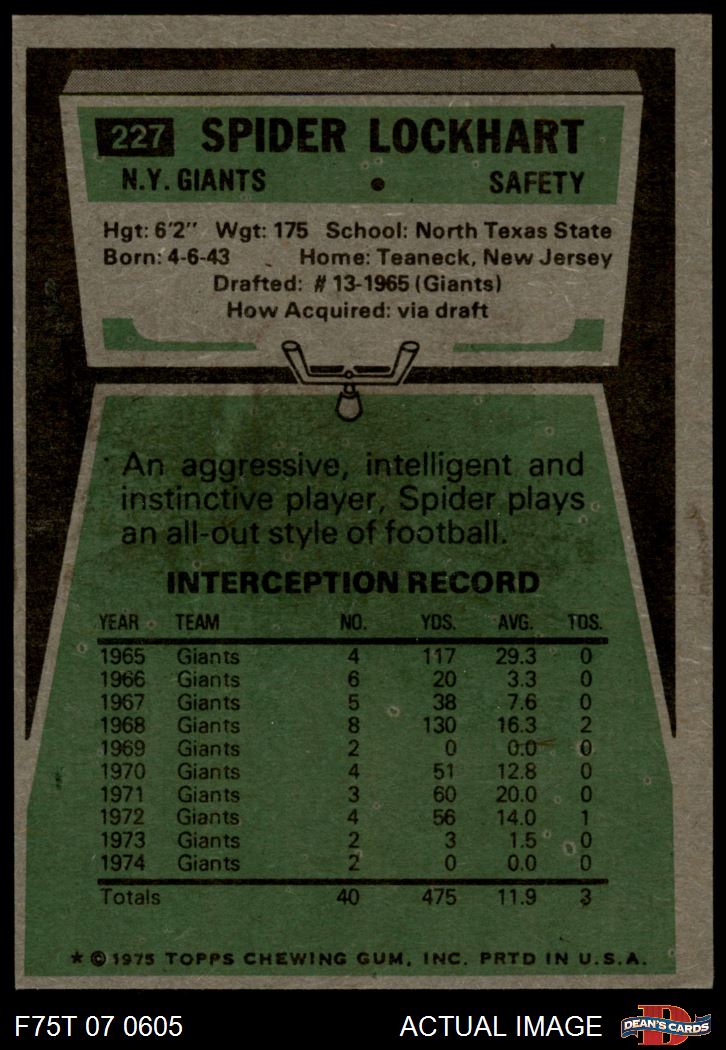 227 SPIDER LOCKHART
N.Y. GIANTS • SAFETY
Hgt: 6'2" Wgt: 175 School: North Texas State
Born: 4-6-43 Home: Teaneck, New Jersey
Drafted: # 13-1965 (Giants)
How Acquired: via draft
An aggressive, intelligent and
instinctive player, Spider plays
an all-out style of football.
INTERCEPTION RECORD
YEAR TEAM NO. YDS. AVG. TDS.
1965 Giants 4 117 29.3 0
1966 Giants 6 20 3.3 0
1967 Giants 5 38 7.6 0
1968 Giants 8 130 16.3 2
1969 Giants 2 0 0.0 0
1970 Giants 4 51 12.8 0
1971 Giants 3 60 20.0 0
1972 Giants 4 56 14.0 1
1973 Giants 2 3 1.5 0
1974 Giants 2 0 0.0 0
Totals 40 475 11.9 3
★ © 1975 TOPPS CHEWING GUM, INC. PRTD IN U.S.A.
F75T 07 0605 ACTUAL IMAGE D DEAN'S CARDS